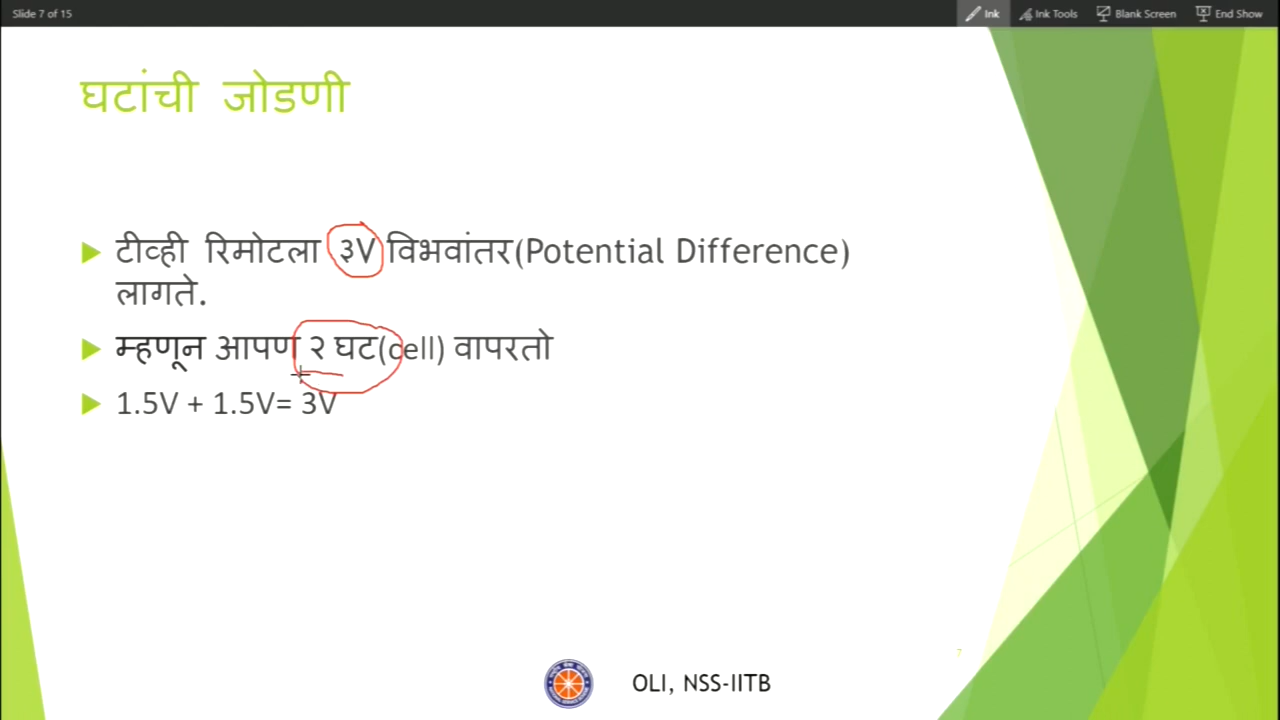 Slide 7 of 15
Ink
Ink Tools
Blank Screen
End Show
घटांची जोडणी
टीव्ही रिमोटला ३V विभवांतर(Potential Difference)
लागते.
म्हणून आपण २ घट(cell) वापरतो
1.5V + 1.5V= 3V
7
OLI, NSS-IITB